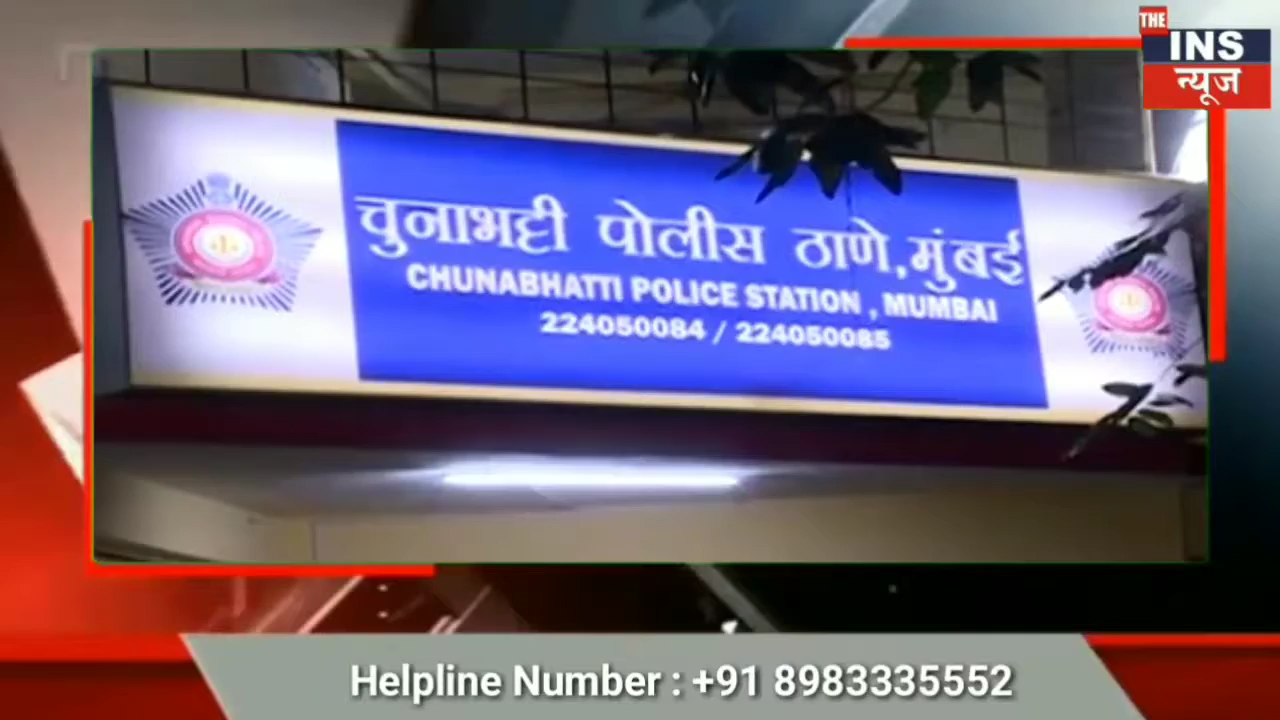 THE
INS
न्यूज
चुनाभट्टी पोलीस ठाणे,मुंबई
CHUNABHATTI POLICE STATION , MUMBAI
224050084 / 224050085
Helpline Number : +91 8983335552